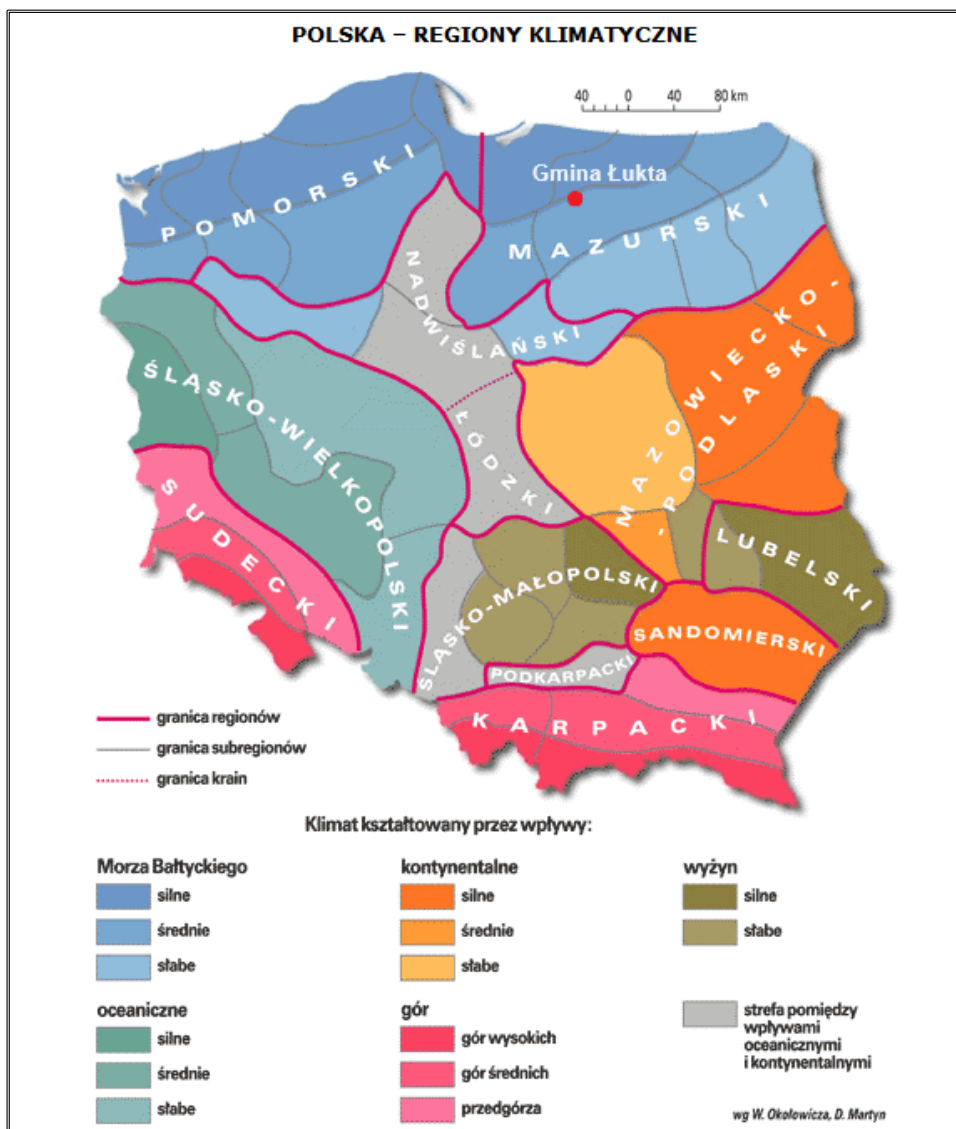 POLSKA – REGIONY KLIMATYCZNE
40 0 40 80 km
Gmina Łukta
POMORSKI
MAZURSKI
NADWIŚLAŃSKI
MAZOWIECKO-
-PODLASKI
ŚLĄSKO-WIELKOPOLSKI
ŁÓDZKI
SUDECKI
LUBELSKI
ŚLĄSKO-MAŁOPOLSKI
SANDOMIERSKI
PODKARPACKI
KARPACKI
granica regionów
granica subregionów
granica krain
Klimat kształtowany przez wpływy:
Morza Bałtyckiego
silne
średnie
słabe
kontynentalne
silne
średnie
słabe
wyżyn
silne
słabe
oceaniczne
silne
średnie
słabe
gór
gór wysokich
gór średnich
przedgórza
strefa pomiędzy
wpływami
oceanicznymi
i kontynentalnymi
wg W. Okołowicza, D. Martyn